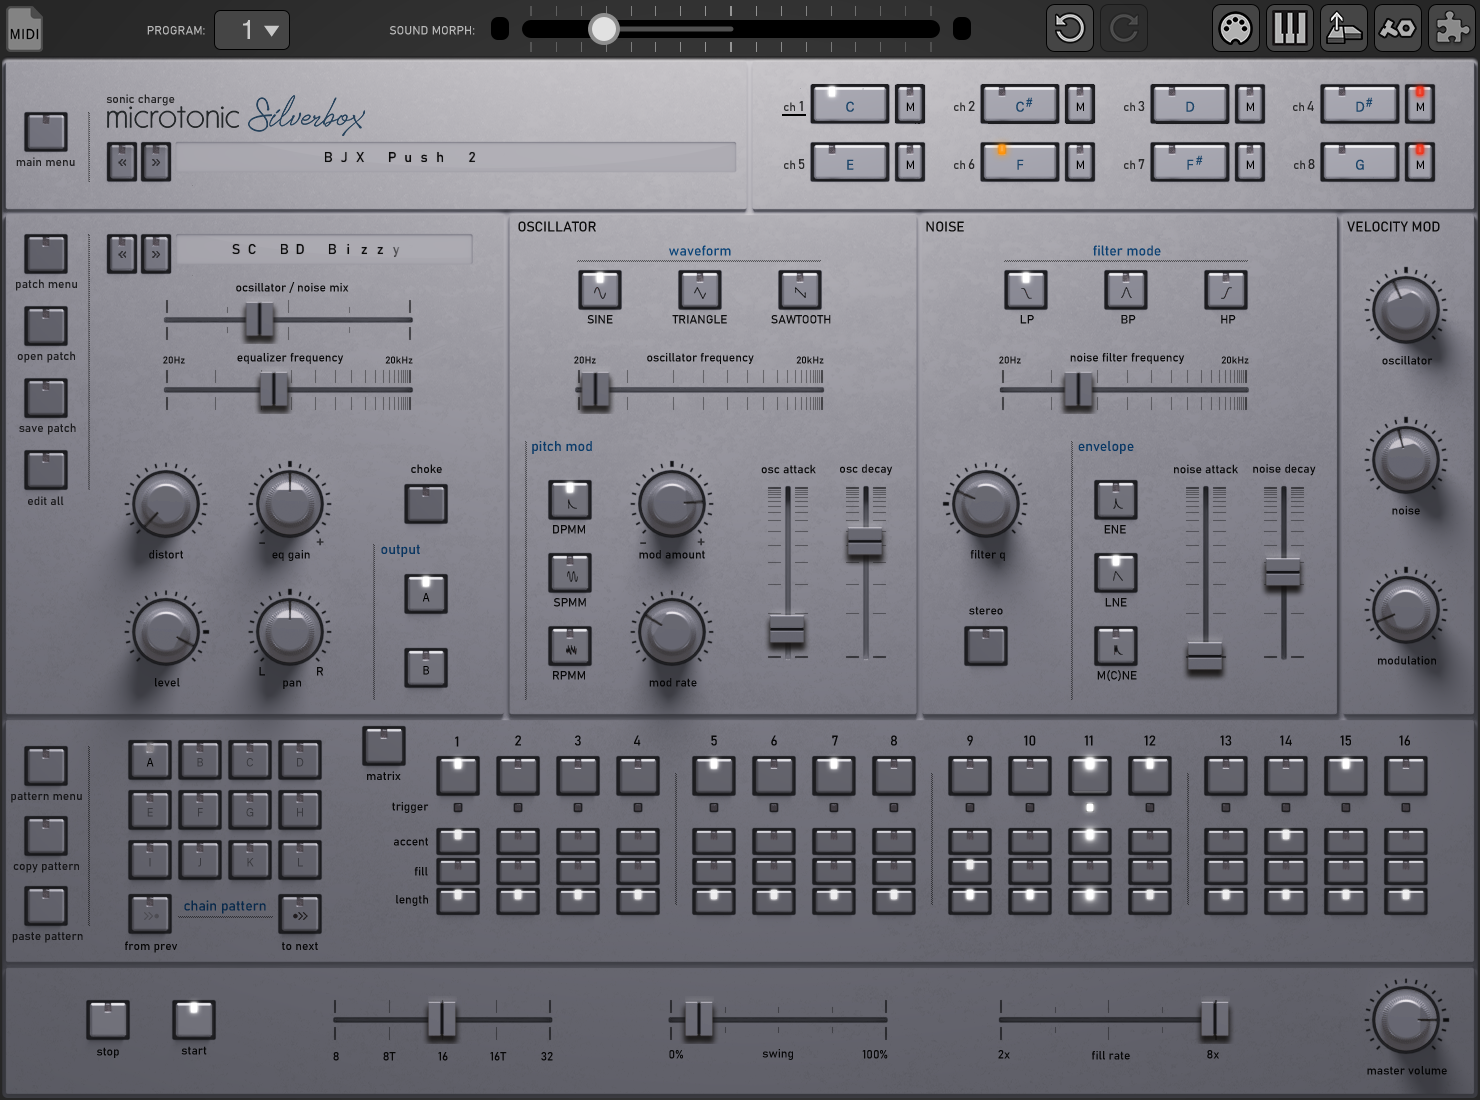 MIDI
PROGRAM: 1 ▼
SOUND MORPH:
sonic charge
microtonic Silverbox
main menu
« »
BJX Push 2
ch 1 C M
ch 2 C# M
ch 3 D M
ch 4 D# M
ch 5 E M
ch 6 F M
ch 7 F# M
ch 8 G M
patch menu
open patch
save patch
edit all
« »
SC BD Bizzy
ocsillator / noise mix
20Hz equalizer frequency 20kHz
distort
− eq gain +
level
L pan R
choke
output
A
B
OSCILLATOR
waveform
SINE TRIANGLE SAWTOOTH
20Hz oscillator frequency 20kHz
pitch mod
DPMM
SPMM
RPMM
− mod amount +
mod rate
osc attack
osc decay
NOISE
filter mode
LP BP HP
20Hz noise filter frequency 20kHz
filter q
stereo
envelope
ENE
LNE
M(C)NE
noise attack
noise decay
VELOCITY MOD
oscillator
noise
modulation
pattern menu
copy pattern
paste pattern
A B C D
E F G H
I J K L
chain pattern
from prev
to next
matrix
1 2 3 4 5 6 7 8 9 10 11 12 13 14 15 16
trigger
accent
fill
length
stop
start
8 8T 16 16T 32
0% swing 100%
2x fill rate 8x
master volume